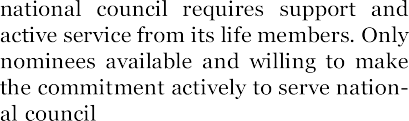 national council requires support and
active service from its life members. Only
nominees available and willing to make
the commitment actively to serve nation-
al council